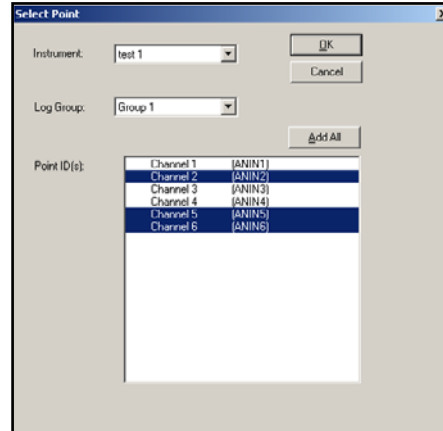 Select Point
Instrument: test 1 OK
Cancel
Log Group: Group 1
Add All
Point ID(s): Channel 1 (ANIN1)
Channel 2 (ANIN2)
Channel 3 (ANIN3)
Channel 4 (ANIN4)
Channel 5 (ANIN5)
Channel 6 (ANIN6)